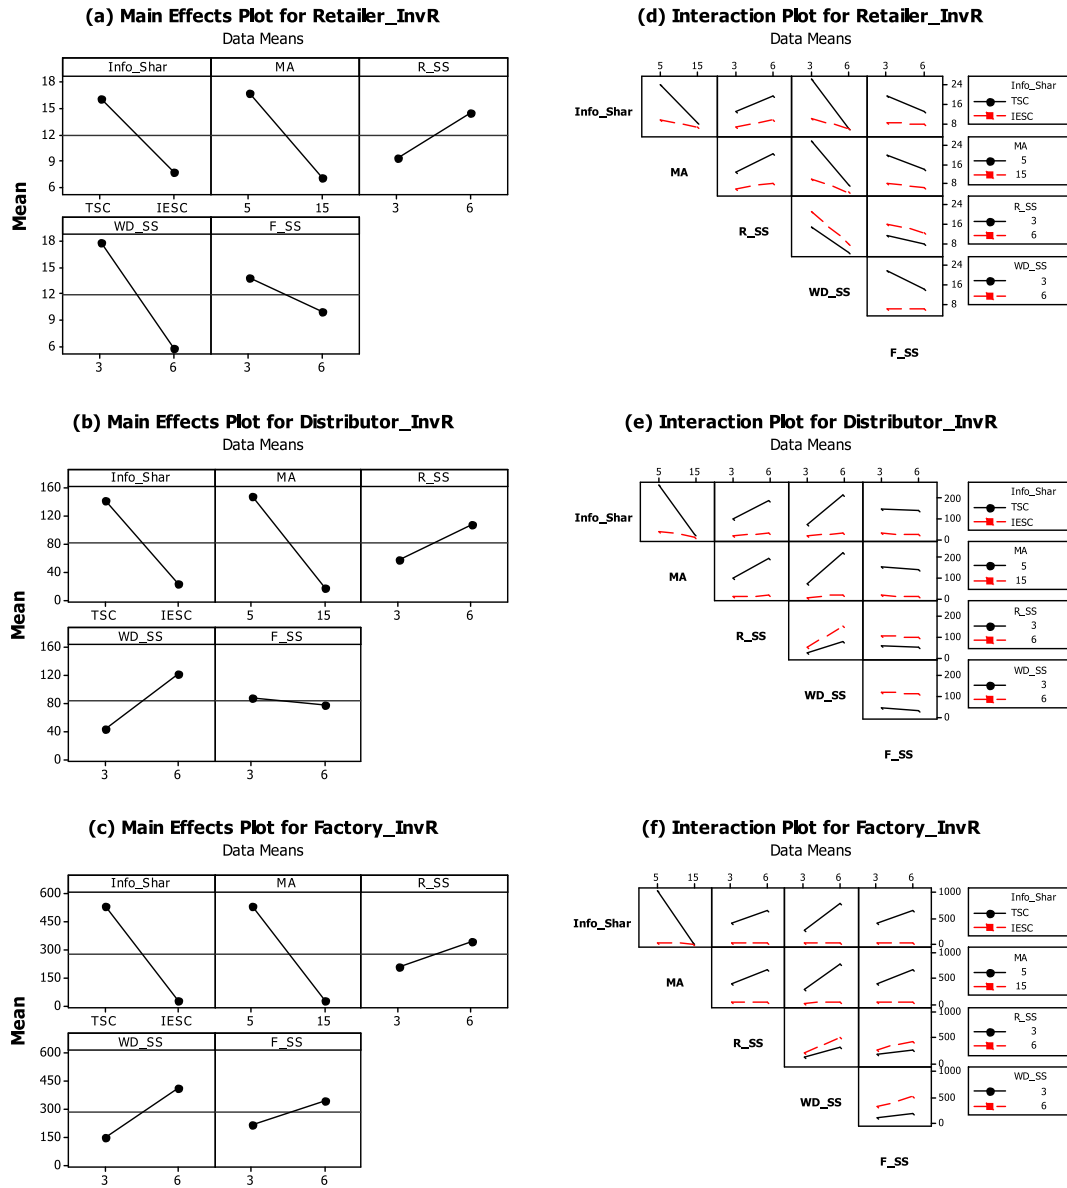 (a) Main Effects Plot for Retailer_InvR
Data Means
Info_Shar MA R_SS
18
15
12
9
6
TSC IESC 5 15 3 6
WD_SS F_SS
18
15
12
9
6
3 6 3 6
Mean
(d) Interaction Plot for Retailer_InvR
Data Means
5 15 3 6 3 6 3 6
Info_Shar
24
16
8
Info_Shar
TSC
IESC
MA
24
16
8
MA
5
15
R_SS
24
16
8
R_SS
3
6
WD_SS
24
16
8
WD_SS
3
6
F_SS
(b) Main Effects Plot for Distributor_InvR
Data Means
Info_Shar MA R_SS
160
120
80
40
0
TSC IESC 5 15 3 6
WD_SS F_SS
160
120
80
40
0
3 6 3 6
Mean
(e) Interaction Plot for Distributor_InvR
Data Means
5 15 3 6 3 6 3 6
Info_Shar
200
100
0
Info_Shar
TSC
IESC
MA
200
100
0
MA
5
15
R_SS
200
100
0
R_SS
3
6
WD_SS
200
100
0
WD_SS
3
6
F_SS
(c) Main Effects Plot for Factory_InvR
Data Means
Info_Shar MA R_SS
600
450
300
150
0
TSC IESC 5 15 3 6
WD_SS F_SS
600
450
300
150
0
3 6 3 6
Mean
(f) Interaction Plot for Factory_InvR
Data Means
5 15 3 6 3 6 3 6
Info_Shar
1000
500
0
Info_Shar
TSC
IESC
MA
1000
500
0
MA
5
15
R_SS
1000
500
0
R_SS
3
6
WD_SS
1000
500
0
WD_SS
3
6
F_SS